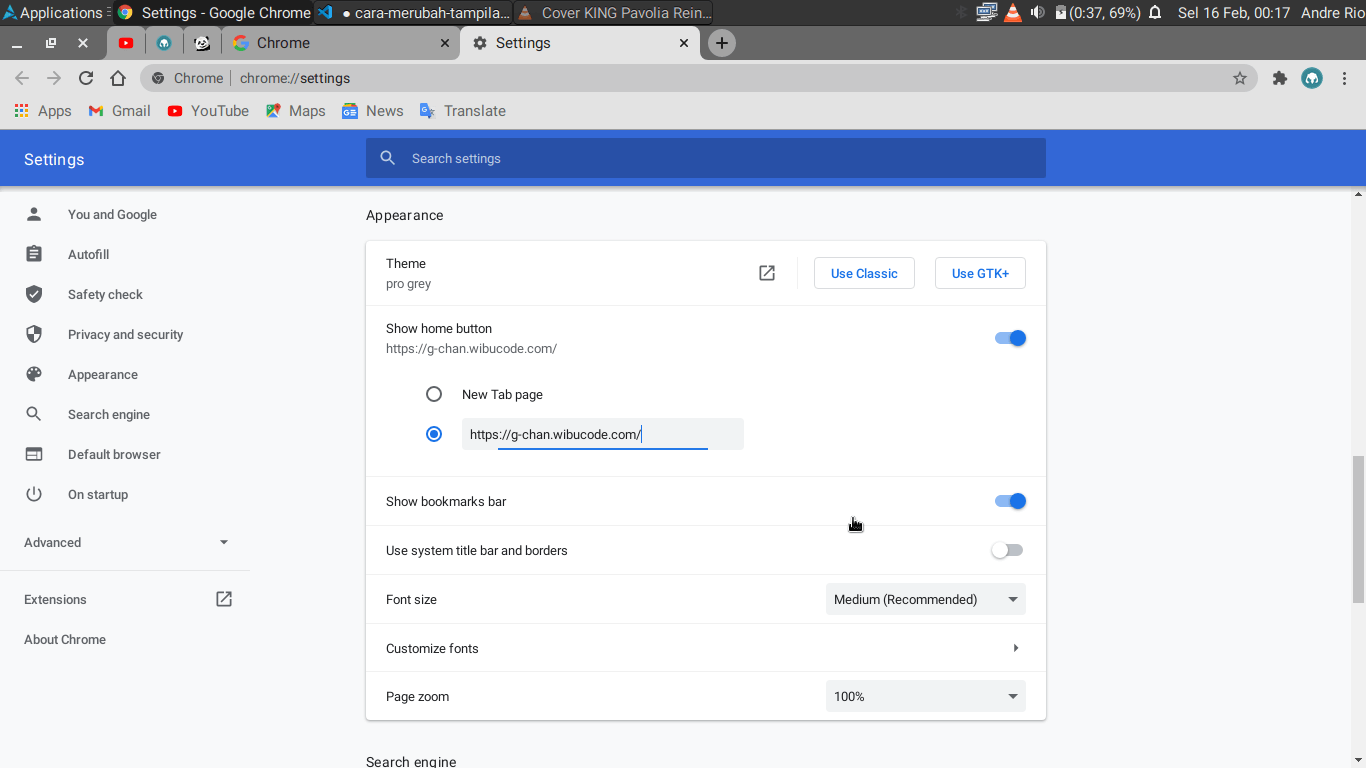 Applications
Settings - Google Chrome
● cara-merubah-tampila...
Cover KING Pavolia Rein...
(0:37, 69%)
Sel 16 Feb, 00:17
Andre Rio
Chrome
Settings
Chrome
chrome://settings
Apps
Gmail
YouTube
Maps
News
Translate
Settings
Search settings
You and Google
Autofill
Safety check
Privacy and security
Appearance
Search engine
Default browser
On startup
Advanced
Extensions
About Chrome
Appearance
Theme
pro grey
Use Classic
Use GTK+
Show home button
https://g-chan.wibucode.com/
New Tab page
https://g-chan.wibucode.com/
Show bookmarks bar
Use system title bar and borders
Font size
Medium (Recommended)
Customize fonts
Page zoom
100%
Search engine